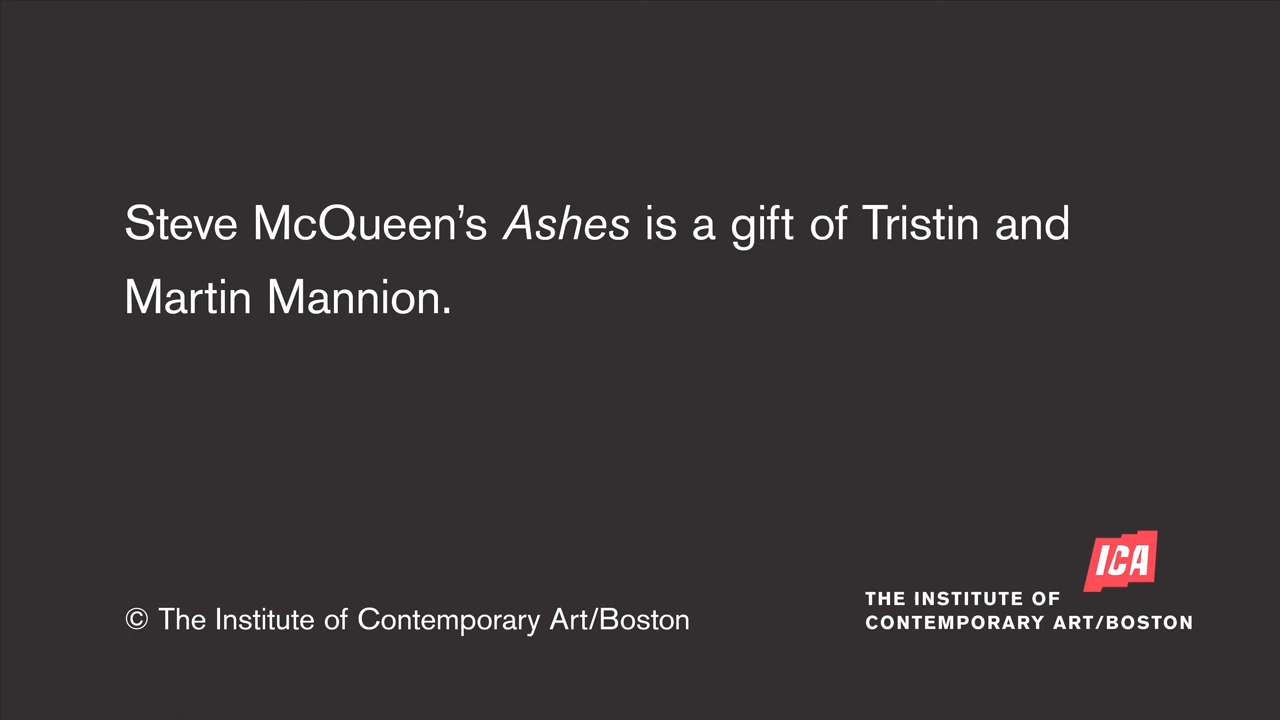 Steve McQueen’s Ashes is a gift of Tristin and
Martin Mannion.
© The Institute of Contemporary Art/Boston
ICA
THE INSTITUTE OF
CONTEMPORARY ART/BOSTON